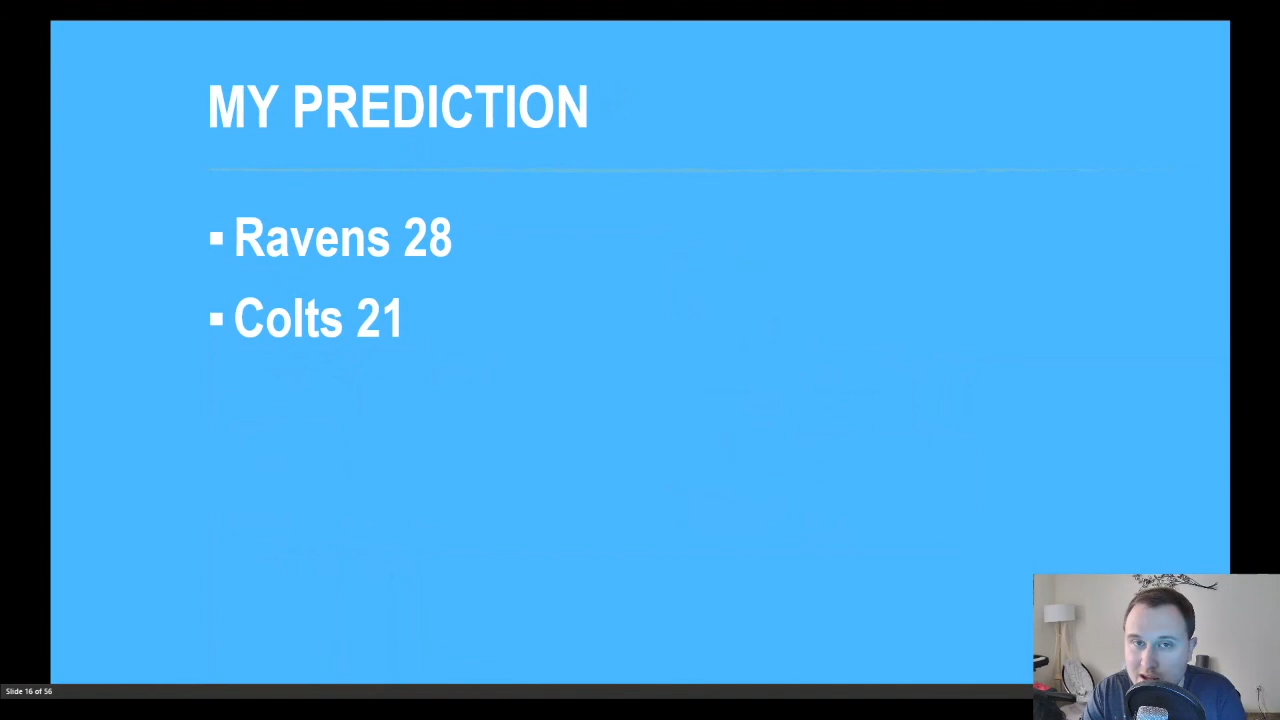 MY PREDICTION
▪ Ravens 28
▪ Colts 21
Slide 16 of 56